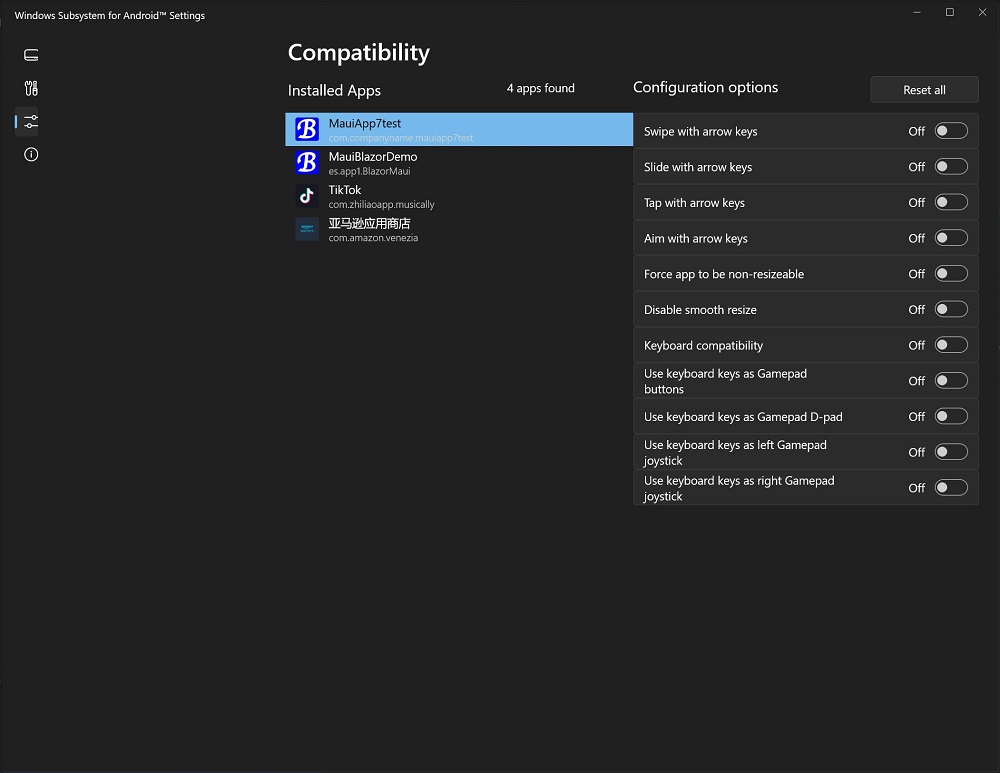 Windows Subsystem for Android™ Settings
Compatibility
Installed Apps
4 apps found
MauiApp7test
com.companyname.mauiapp7test
MauiBlazorDemo
es.app1.BlazorMaui
TikTok
com.zhiliaoapp.musically
亚马逊应用商店
com.amazon.venezia
Configuration options
Reset all
Swipe with arrow keys Off
Slide with arrow keys Off
Tap with arrow keys Off
Aim with arrow keys Off
Force app to be non-resizeable Off
Disable smooth resize Off
Keyboard compatibility Off
Use keyboard keys as Gamepad
buttons Off
Use keyboard keys as Gamepad D-pad Off
Use keyboard keys as left Gamepad
joystick Off
Use keyboard keys as right Gamepad
joystick Off